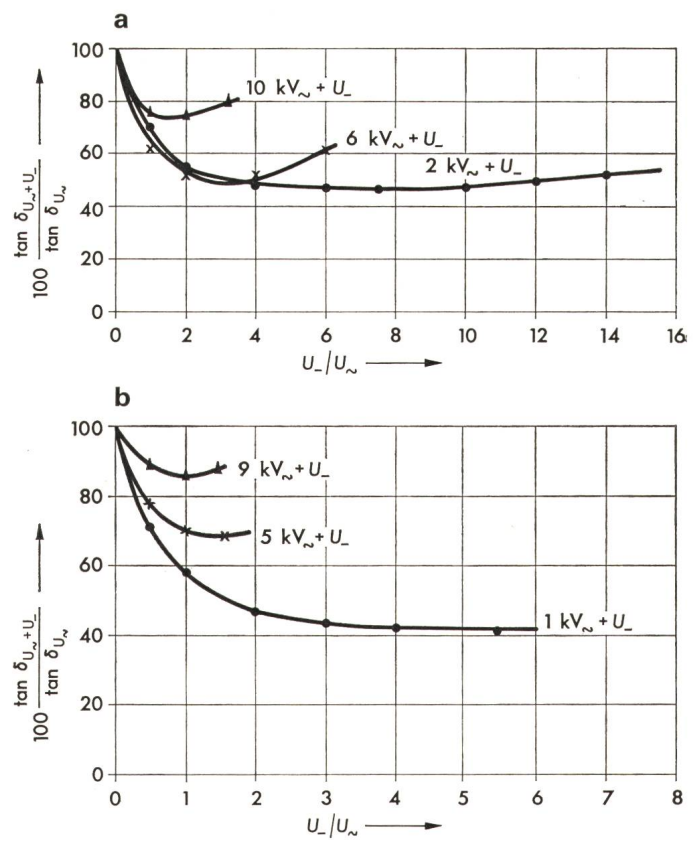 a
100
80
60
40
20
0
10 kV~ + U_
6 kV~ + U_
2 kV~ + U_
0 2 4 6 8 10 12 14 16
U_/U~
100 tan δU~+U_ / tan δU~
b
100
80
60
40
20
0
9 kV~ + U_
5 kV~ + U_
1 kV~ + U_
0 1 2 3 4 5 6 7 8
U_/U~
100 tan δU~+U_ / tan δU~